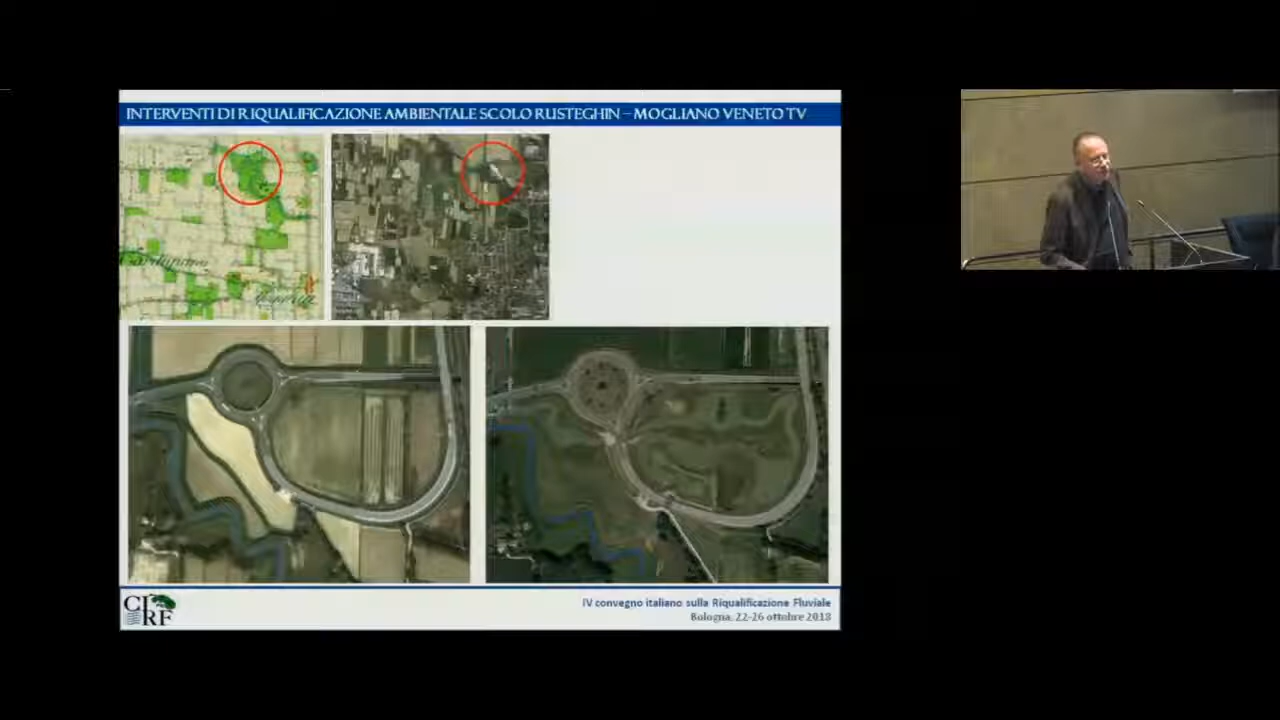 INTERVENTI DI RIQUALIFICAZIONE AMBIENTALE SCOLO RUSTEGHIN – MOGLIANO VENETO TV
CIRF
IV convegno italiano sulla Riqualificazione Fluviale
Bologna, 22-26 ottobre 2018